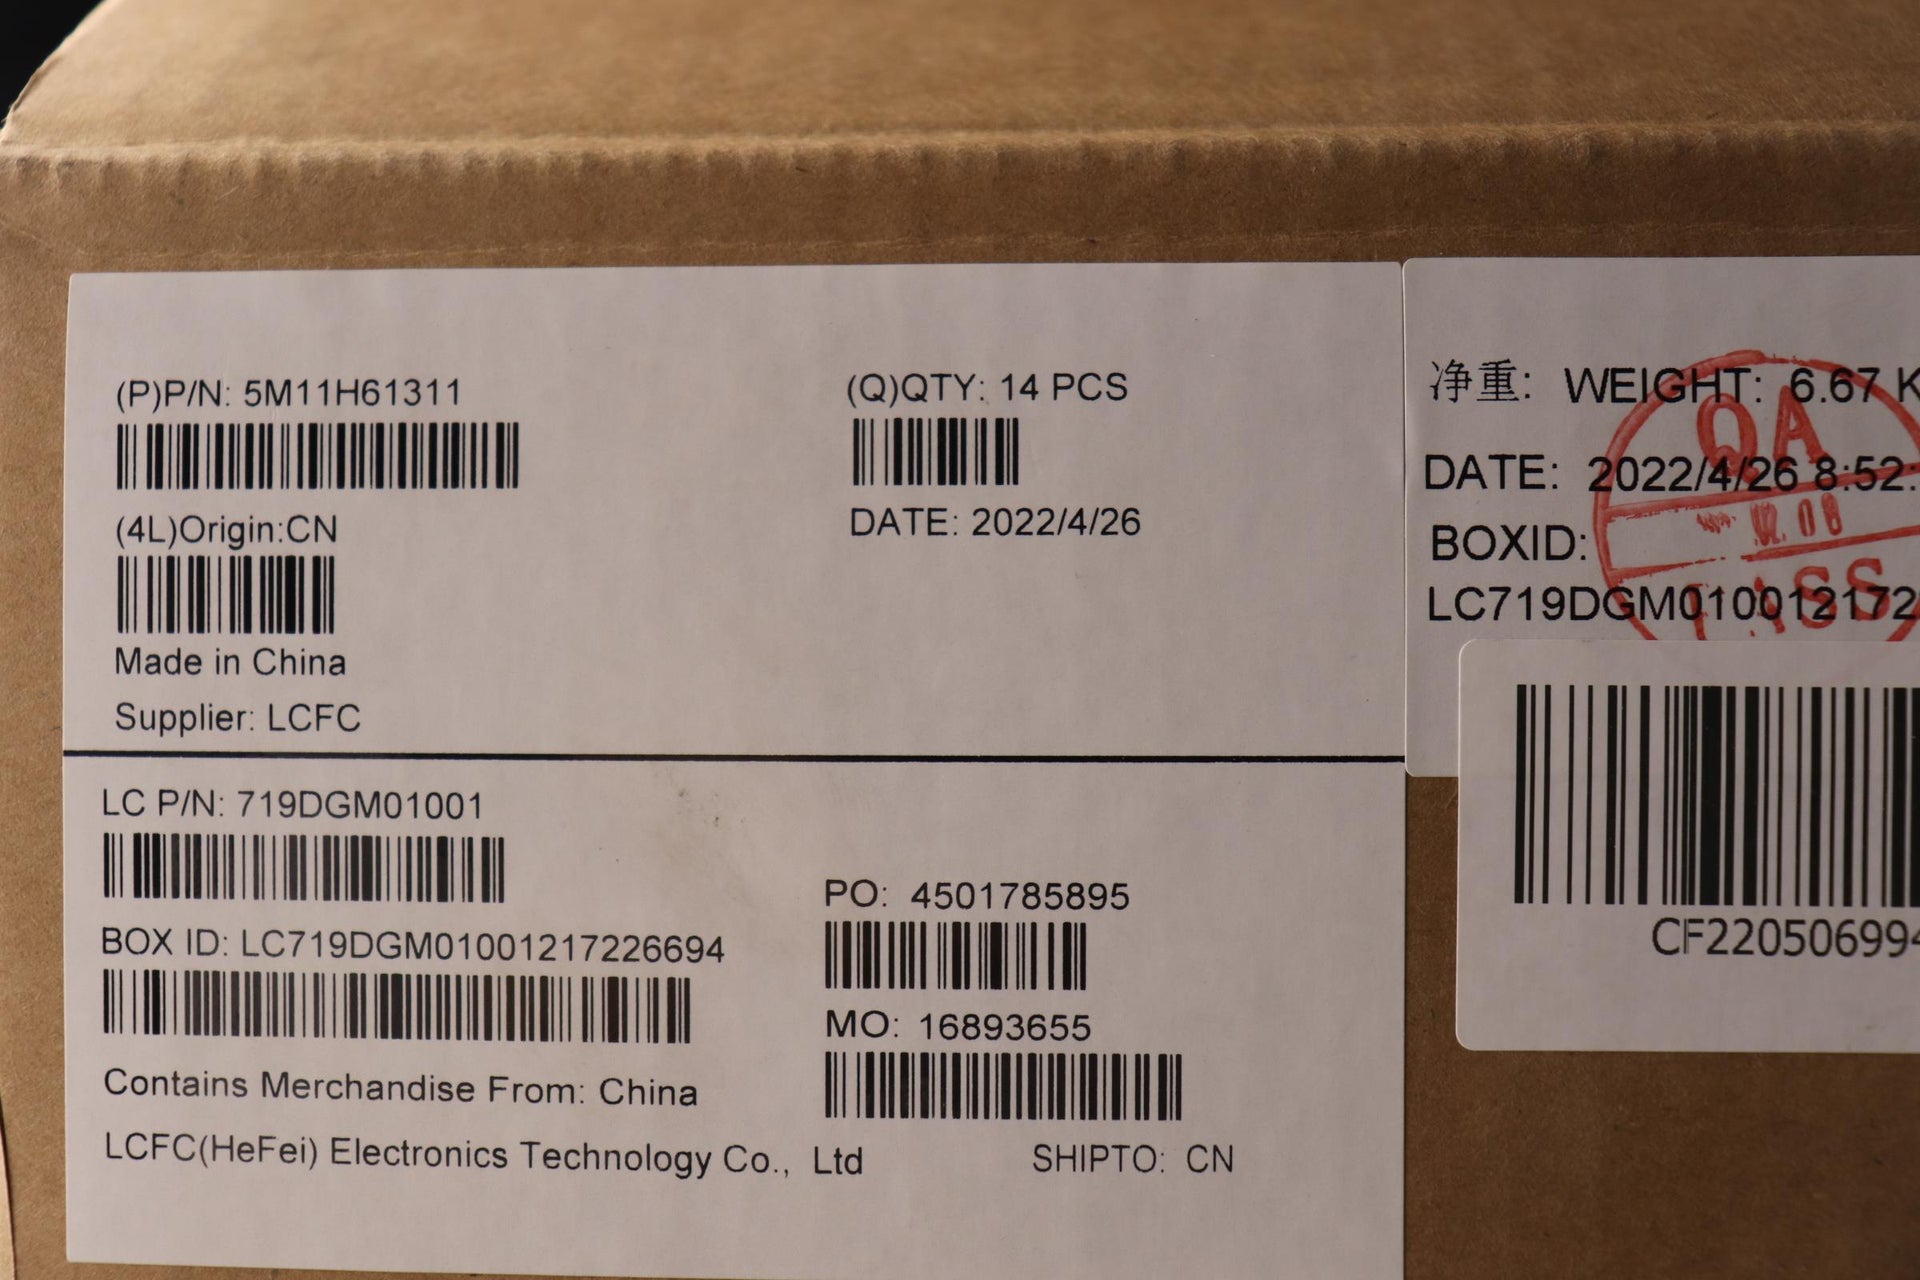 (P)P/N: 5M11H61311
(Q)QTY: 14 PCS
(4L)Origin:CN
DATE: 2022/4/26
Made in China
Supplier: LCFC
LC P/N: 719DGM01001
BOX ID: LC719DGM01001217226694
PO: 4501785895
MO: 16893655
Contains Merchandise From: China
LCFC(HeFei) Electronics Technology Co., Ltd
SHIPTO: CN
净重: WEIGHT: 6.67 K
DATE: 2022/4/26 8:52:
BOXID:
LC719DGM010012172
QA
CF220506994